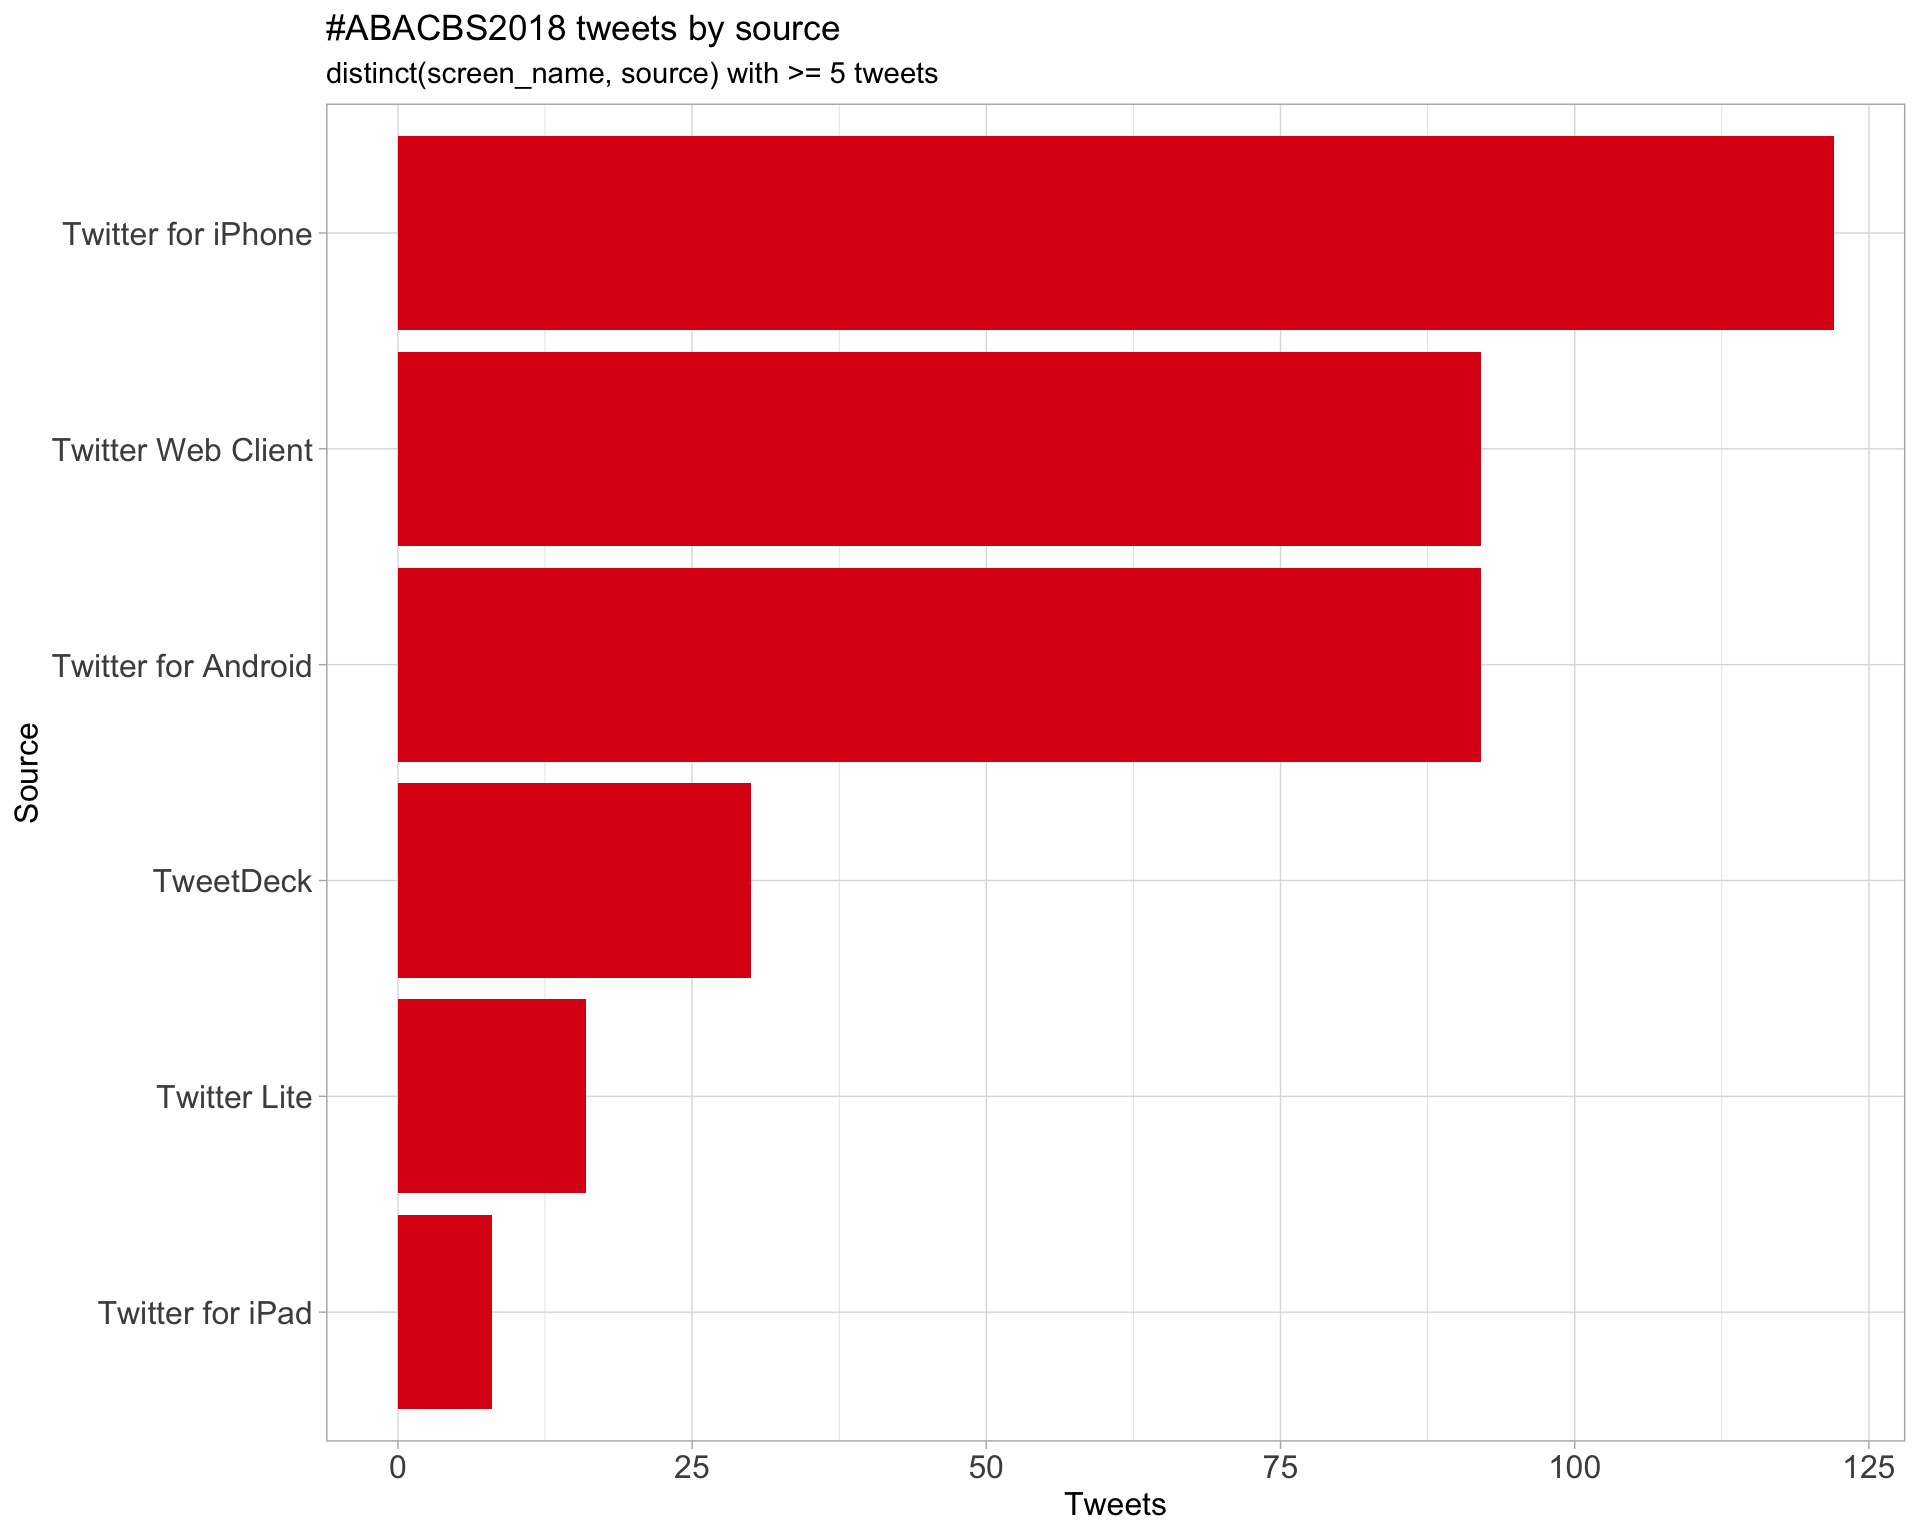 #ABACBS2018 tweets by source
distinct(screen_name, source) with >= 5 tweets
Source
Twitter for iPhone
Twitter Web Client
Twitter for Android
TweetDeck
Twitter Lite
Twitter for iPad
0 25 50 75 100 125
Tweets